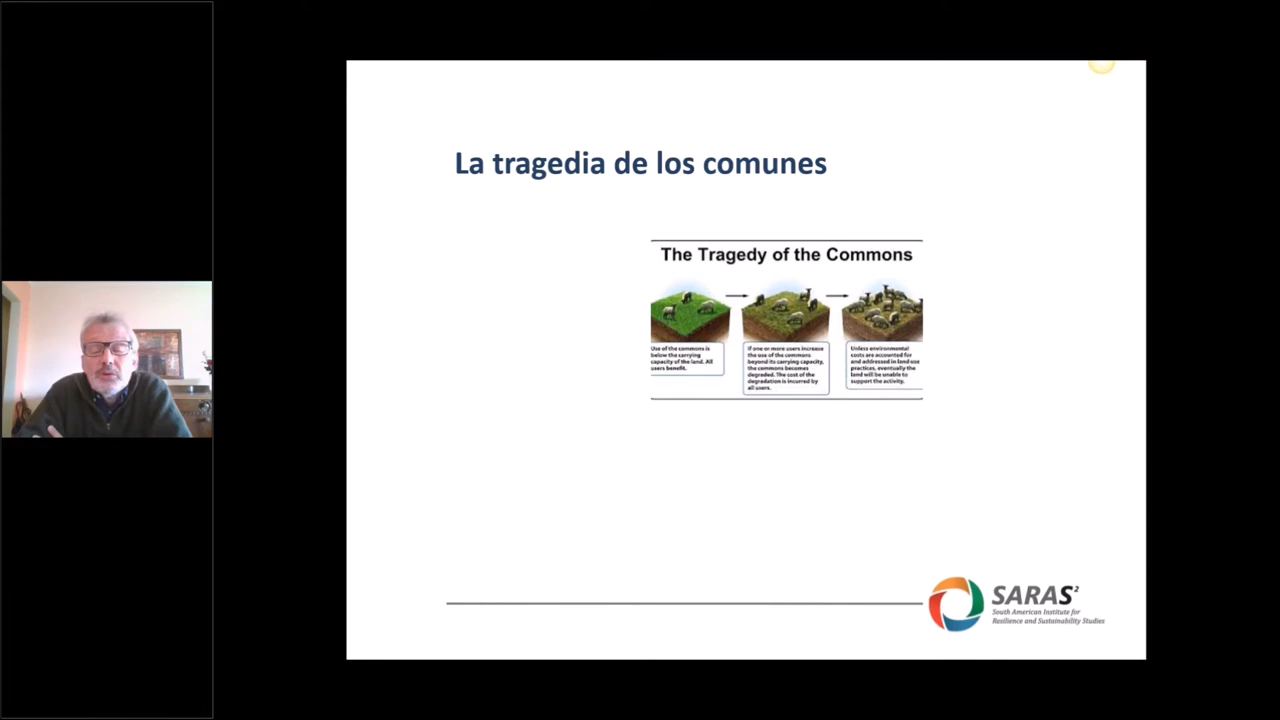 La tragedia de los comunes
The Tragedy of the Commons
Use of the commons is
below the carrying
capacity of the land. All
users benefit.
If one or more users increase
the use of the commons
beyond its carrying capacity,
the commons becomes
degraded. The cost of the
degradation is incurred by
all users.
Unless environmental
costs are accounted for
and addressed in land use
practices, eventually the
land will be unable to
support the activity.
SARAS²
South American Institute for
Resilience and Sustainability Studies